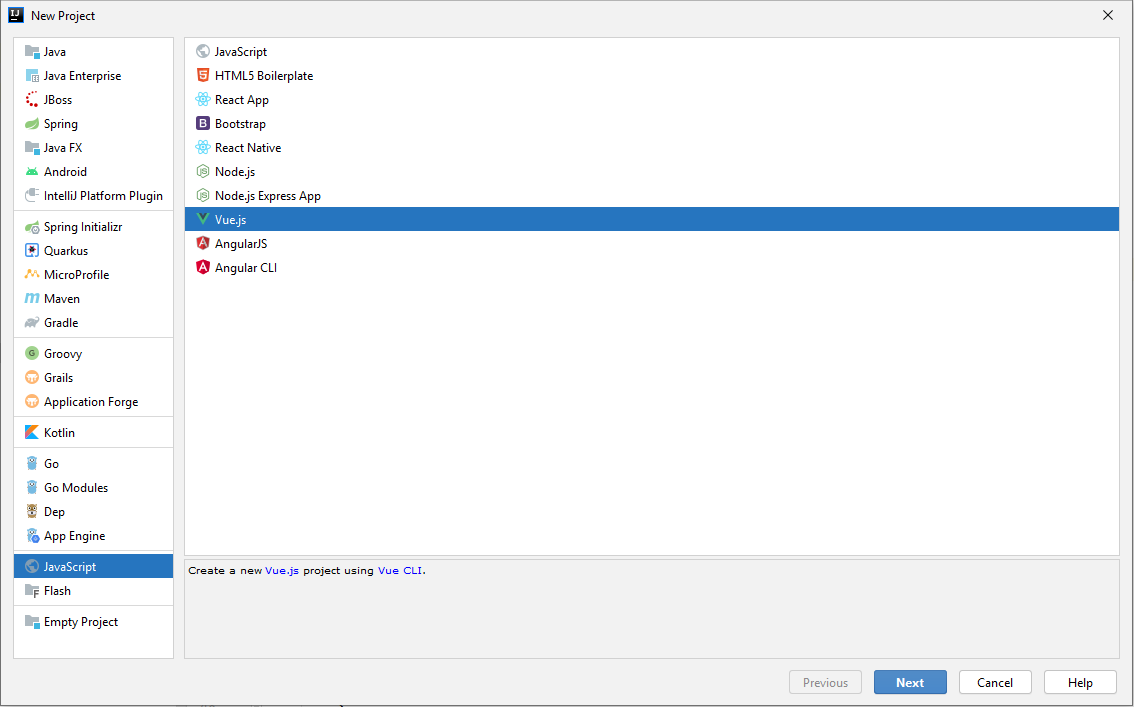 New Project
Java
Java Enterprise
JBoss
Spring
Java FX
Android
IntelliJ Platform Plugin
Spring Initializr
Quarkus
MicroProfile
Maven
Gradle
Groovy
Grails
Application Forge
Kotlin
Go
Go Modules
Dep
App Engine
JavaScript
Flash
Empty Project
JavaScript
HTML5 Boilerplate
React App
Bootstrap
React Native
Node.js
Node.js Express App
Vue.js
AngularJS
Angular CLI
Create a new Vue.js project using Vue CLI.
Previous
Next
Cancel
Help